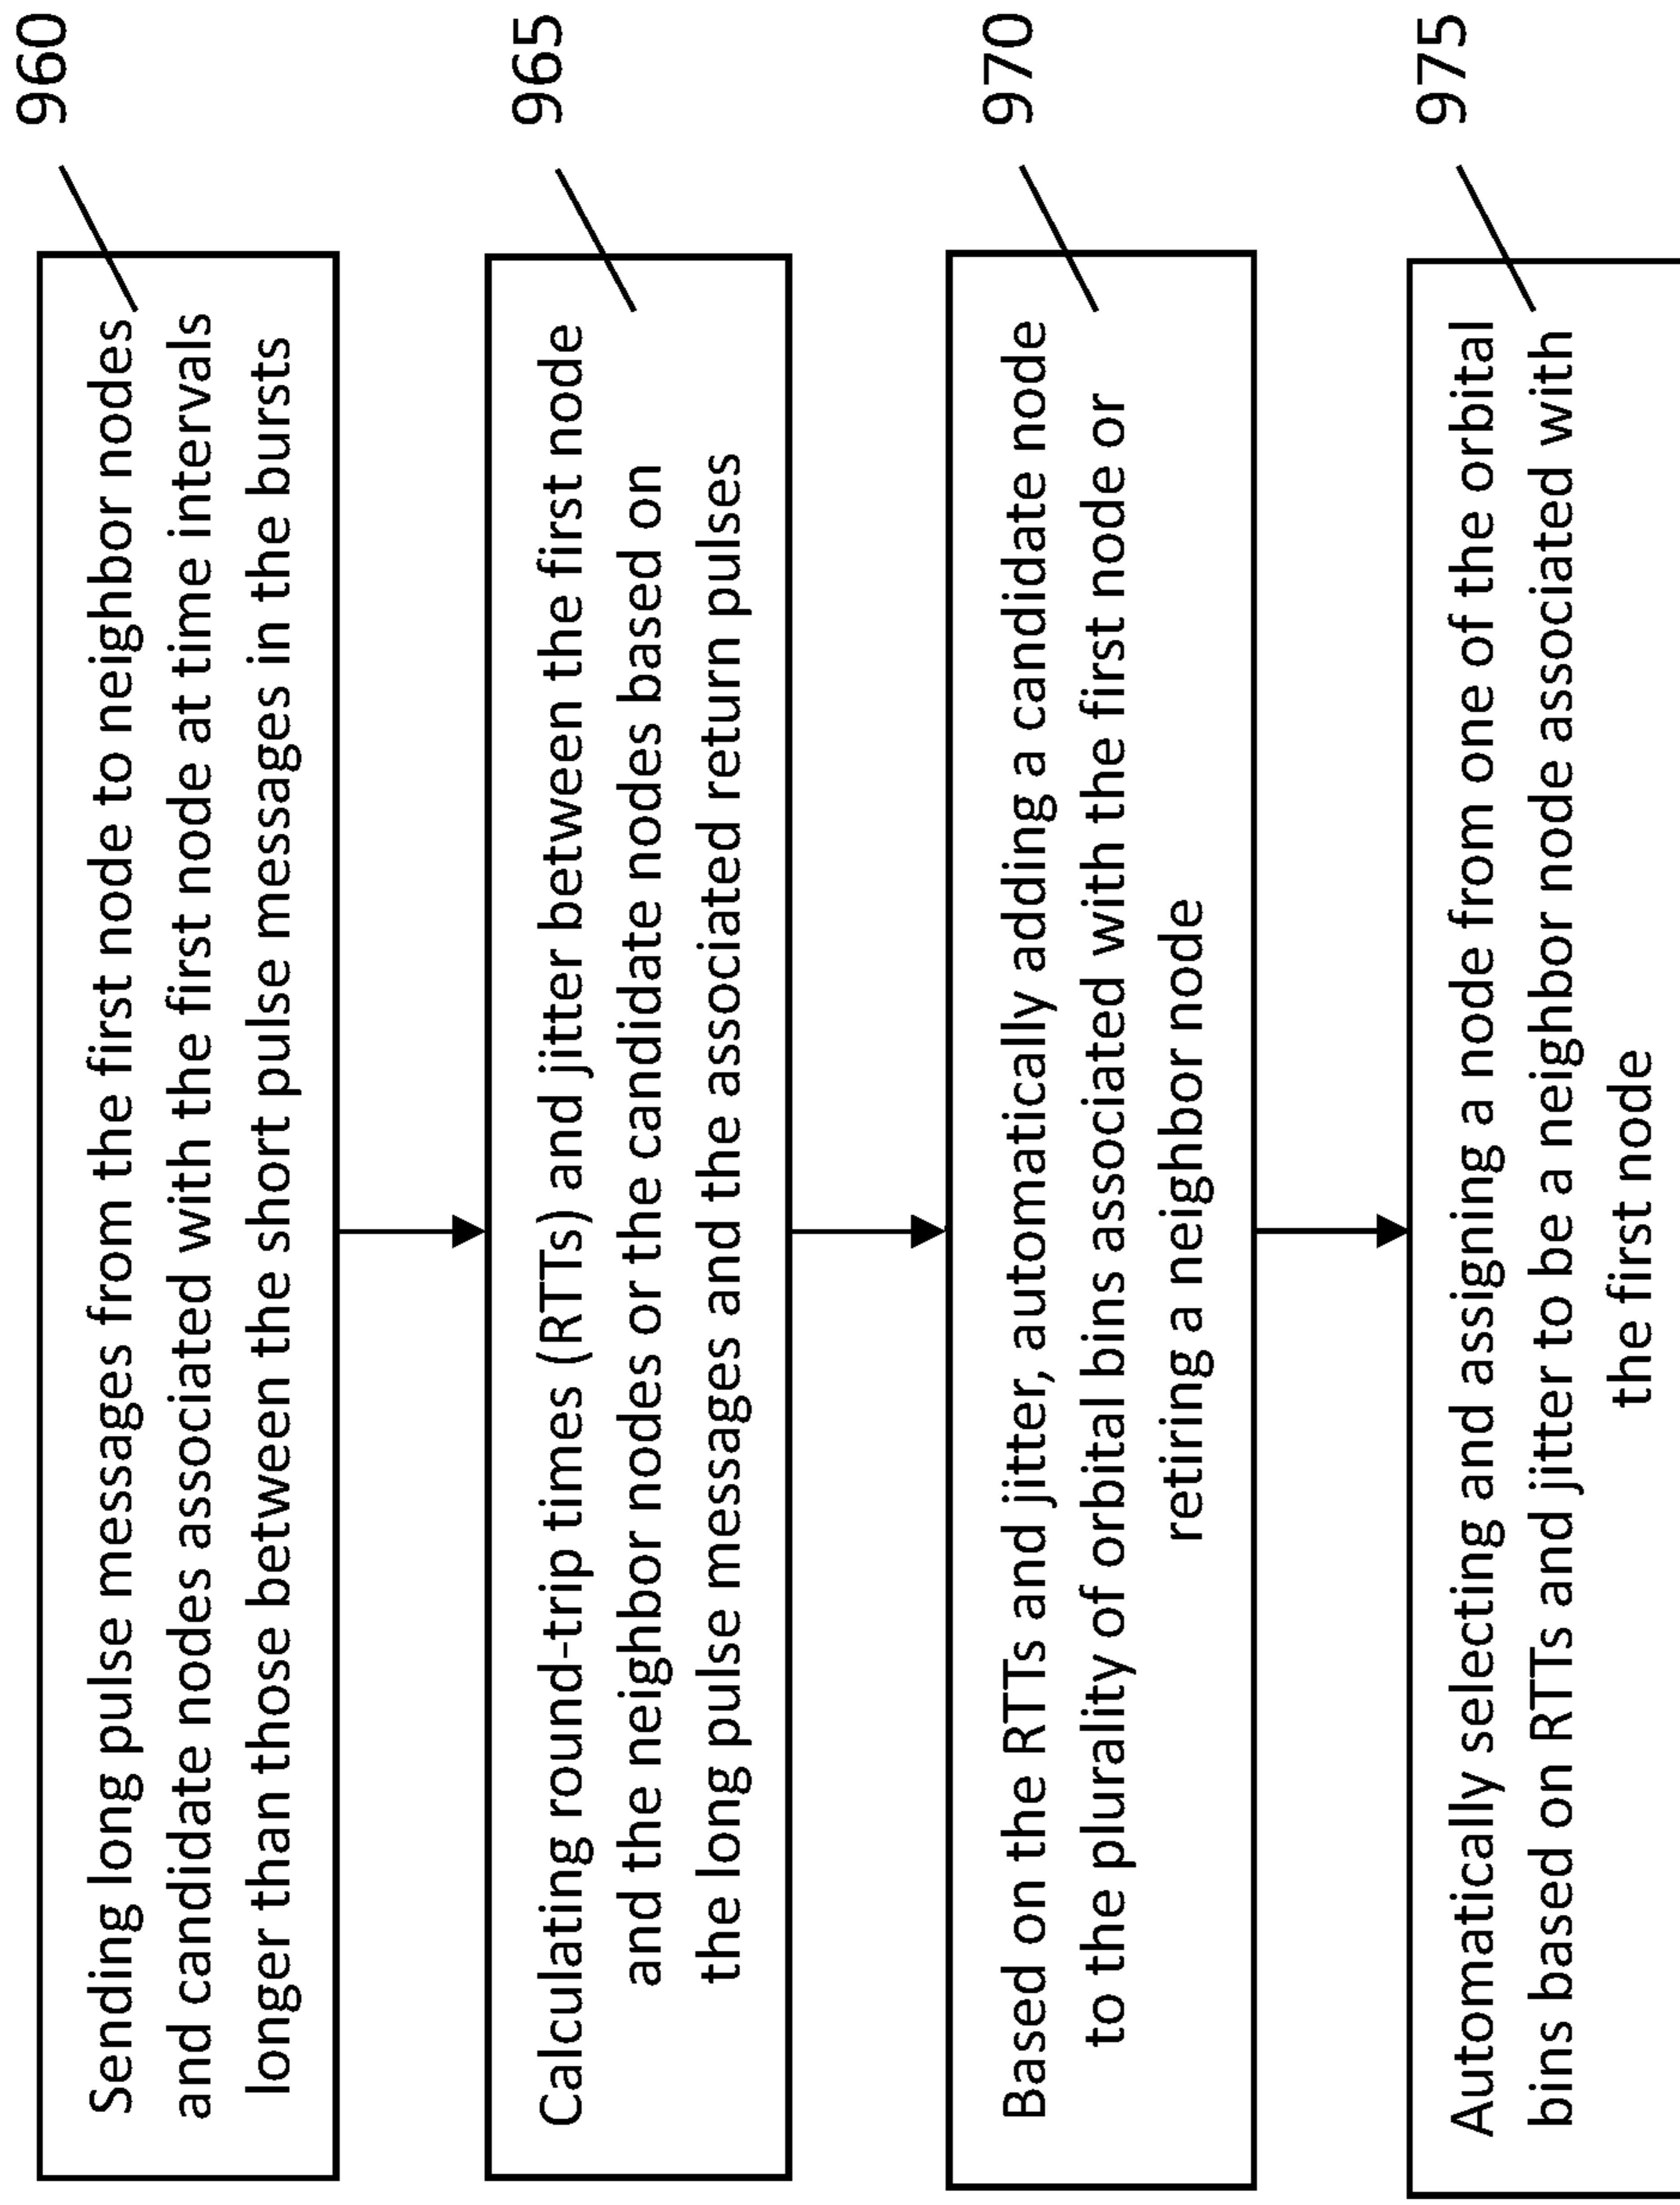 960
Sending long pulse messages from the first node to neighbor nodes
and candidate nodes associated with the first node at time intervals
longer than those between the short pulse messages in the bursts
965
Calculating round-trip times (RTTs) and jitter between the first node
and the neighbor nodes or the candidate nodes based on
the long pulse messages and the associated return pulses
970
Based on the RTTs and jitter, automatically adding a candidate node
to the plurality of orbital bins associated with the first node or
retiring a neighbor node
975
Automatically selecting and assigning a node from one of the orbital
bins based on RTTs and jitter to be a neighbor node associated with
the first node